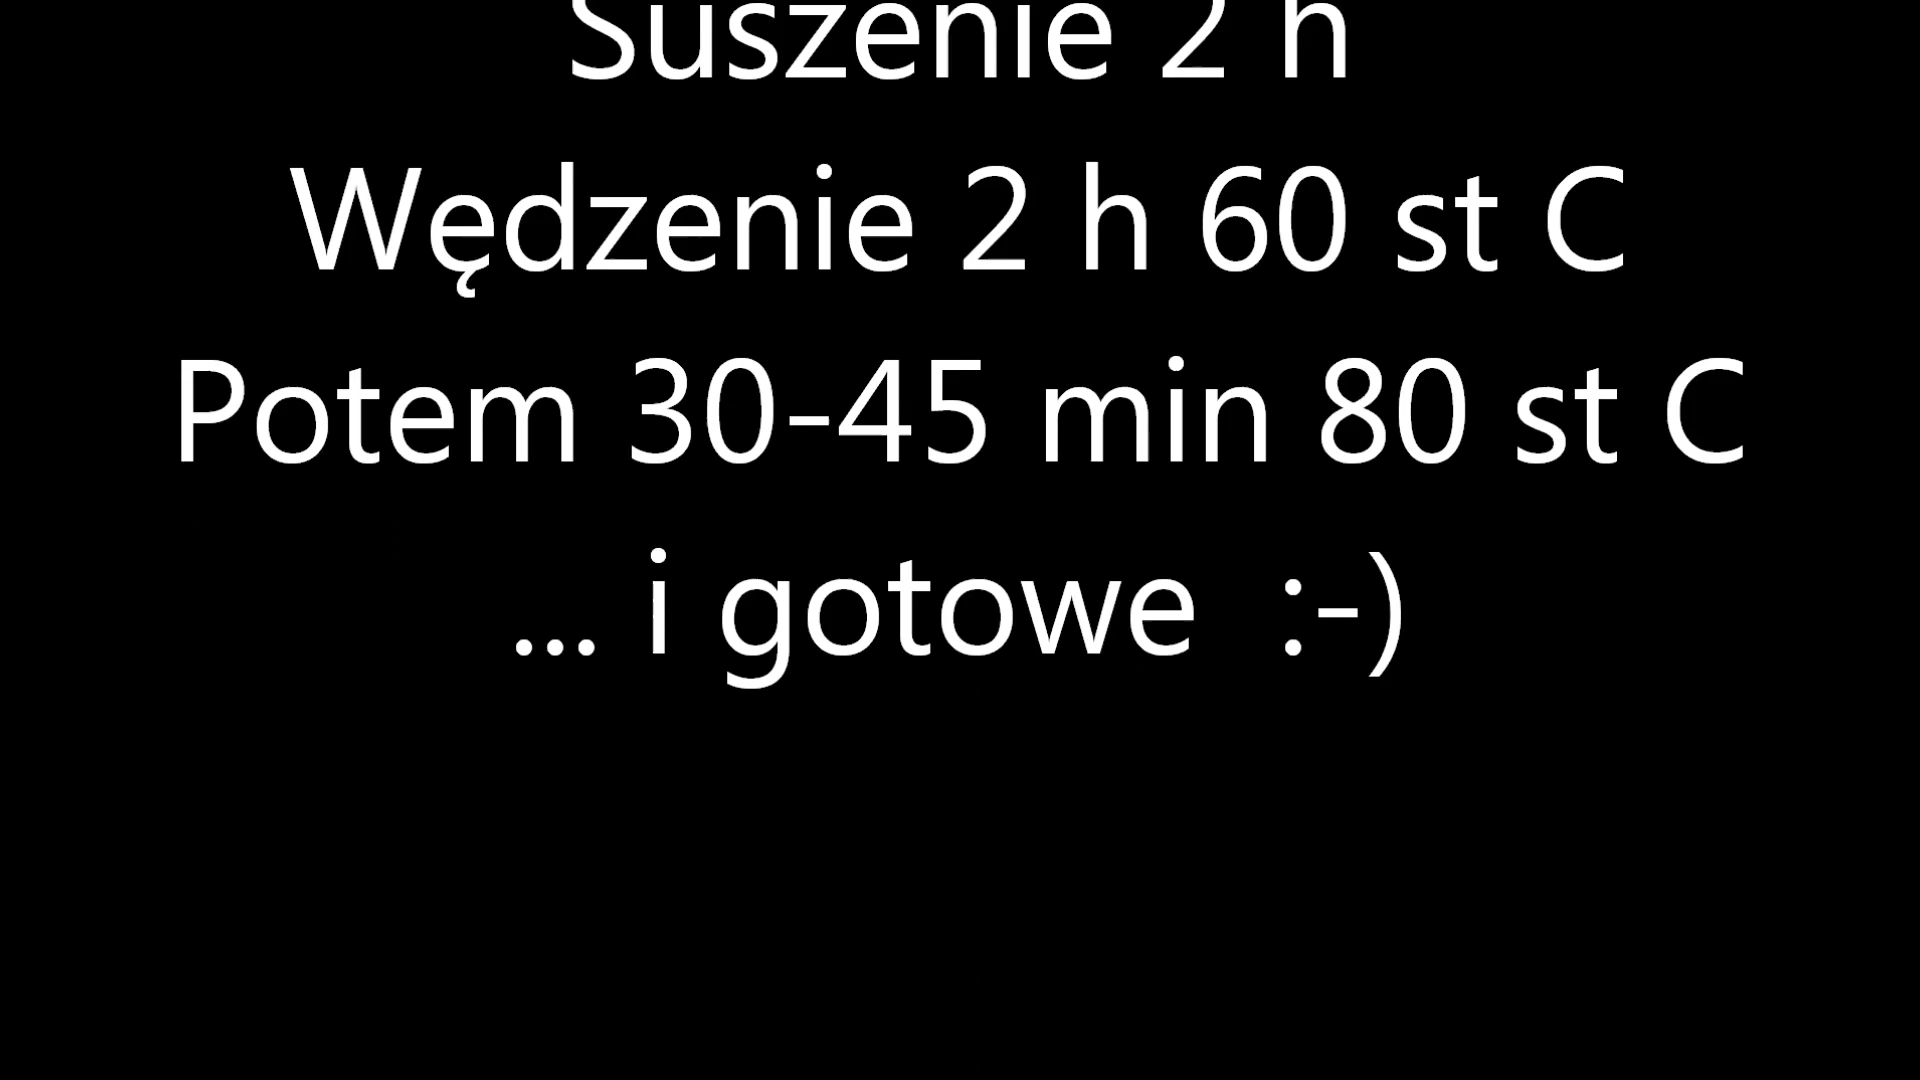 Suszenie 2 h
Wędzenie 2 h 60 st C
Potem 30-45 min 80 st C
... i gotowe :-)